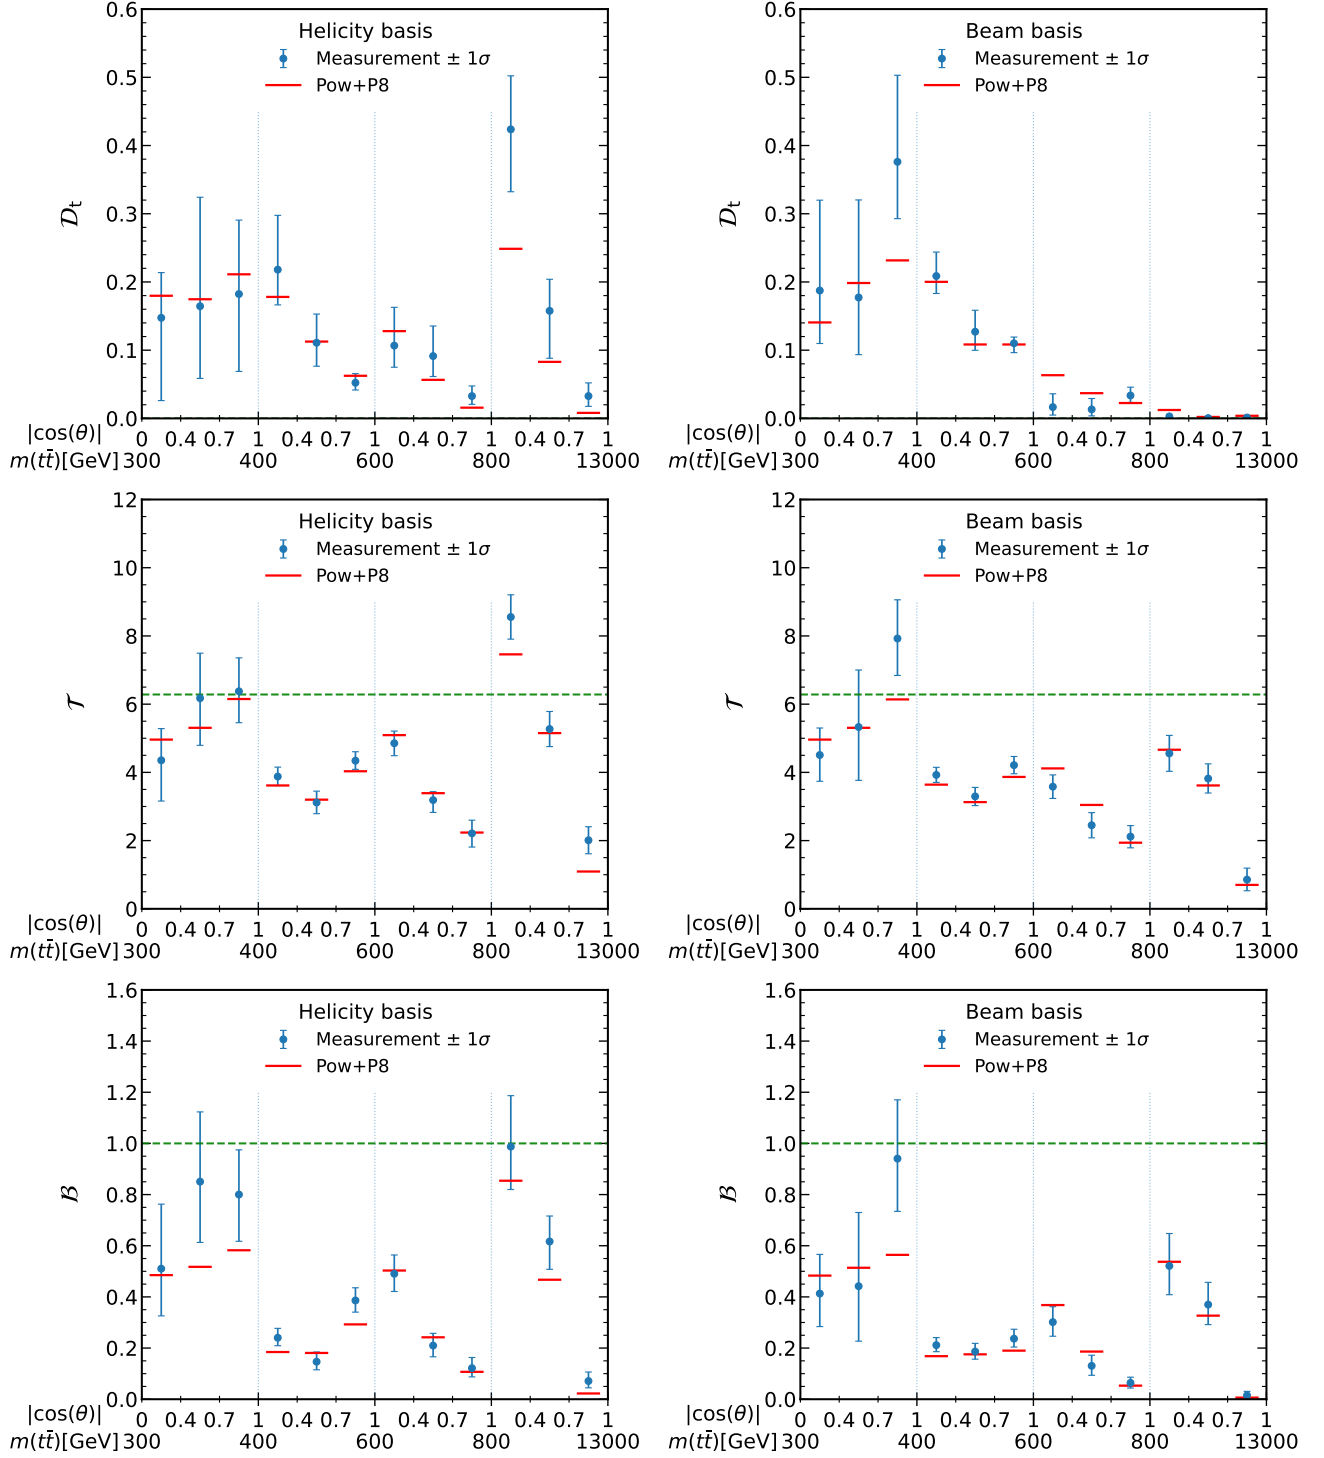 Helicity basis
Measurement ± 1σ
Pow+P8
𝒟t
0.6
0.5
0.4
0.3
0.2
0.1
0.0
|cos(θ)| 0 0.4 0.7 1 0.4 0.7 1 0.4 0.7 1 0.4 0.7 1
m(tt̄)[GeV] 300 400 600 800 13000
Beam basis
Measurement ± 1σ
Pow+P8
𝒟t
0.6
0.5
0.4
0.3
0.2
0.1
0.0
|cos(θ)| 0 0.4 0.7 1 0.4 0.7 1 0.4 0.7 1 0.4 0.7 1
m(tt̄)[GeV] 300 400 600 800 13000
Helicity basis
Measurement ± 1σ
Pow+P8
𝒯
12
10
8
6
4
2
0
|cos(θ)| 0 0.4 0.7 1 0.4 0.7 1 0.4 0.7 1 0.4 0.7 1
m(tt̄)[GeV] 300 400 600 800 13000
Beam basis
Measurement ± 1σ
Pow+P8
𝒯
12
10
8
6
4
2
0
|cos(θ)| 0 0.4 0.7 1 0.4 0.7 1 0.4 0.7 1 0.4 0.7 1
m(tt̄)[GeV] 300 400 600 800 13000
Helicity basis
Measurement ± 1σ
Pow+P8
ℬ
1.6
1.4
1.2
1.0
0.8
0.6
0.4
0.2
0.0
|cos(θ)| 0 0.4 0.7 1 0.4 0.7 1 0.4 0.7 1 0.4 0.7 1
m(tt̄)[GeV] 300 400 600 800 13000
Beam basis
Measurement ± 1σ
Pow+P8
ℬ
1.6
1.4
1.2
1.0
0.8
0.6
0.4
0.2
0.0
|cos(θ)| 0 0.4 0.7 1 0.4 0.7 1 0.4 0.7 1 0.4 0.7 1
m(tt̄)[GeV] 300 400 600 800 13000